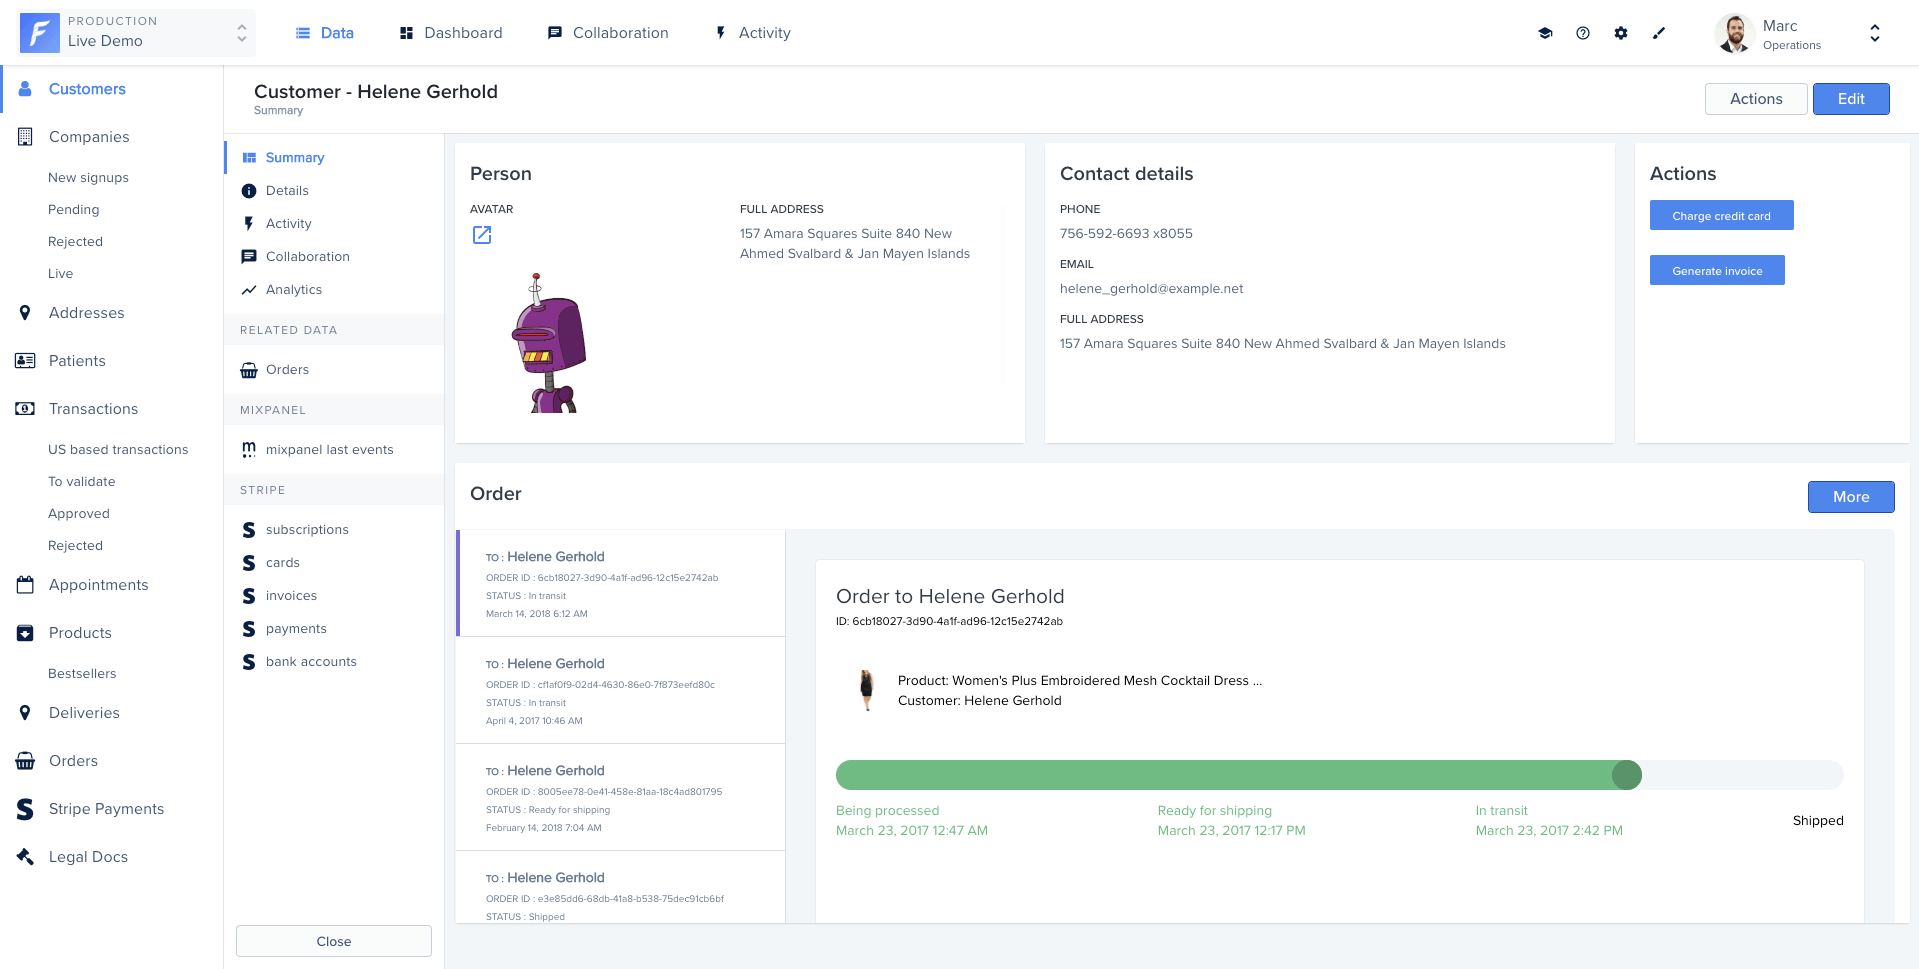 PRODUCTION
Live Demo
Data
Dashboard
Collaboration
Activity
Marc
Operations
Customers
Companies
New signups
Pending
Rejected
Live
Addresses
Patients
Transactions
US based transactions
To validate
Approved
Rejected
Appointments
Products
Bestsellers
Deliveries
Orders
Stripe Payments
Legal Docs
Customer - Helene Gerhold
Summary
Actions
Edit
Summary
Details
Activity
Collaboration
Analytics
RELATED DATA
Orders
MIXPANEL
mixpanel last events
STRIPE
subscriptions
cards
invoices
payments
bank accounts
Close
Person
AVATAR
FULL ADDRESS
157 Amara Squares Suite 840 New
Ahmed Svalbard & Jan Mayen Islands
Contact details
PHONE
756-592-6693 x8055
EMAIL
helene_gerhold@example.net
FULL ADDRESS
157 Amara Squares Suite 840 New Ahmed Svalbard & Jan Mayen Islands
Actions
Charge credit card
Generate invoice
Order
More
TO : Helene Gerhold
ORDER ID : 6cb18027-3d90-4a1f-ad96-12c15e2742ab
STATUS : In transit
March 14, 2018 6:12 AM
TO : Helene Gerhold
ORDER ID : cf1af0f9-02d4-4630-86e0-7f873eefd80c
STATUS : In transit
April 4, 2017 10:46 AM
TO : Helene Gerhold
ORDER ID : 8005ee78-0e41-458e-81aa-18c4ad801795
STATUS : Ready for shipping
February 14, 2018 7:04 AM
TO : Helene Gerhold
ORDER ID : e3e85dd6-68db-41a8-b538-75dec91cb6bf
STATUS : Shipped
Order to Helene Gerhold
ID: 6cb18027-3d90-4a1f-ad96-12c15e2742ab
Product: Women's Plus Embroidered Mesh Cocktail Dress ...
Customer: Helene Gerhold
Being processed
March 23, 2017 12:47 AM
Ready for shipping
March 23, 2017 12:17 PM
In transit
March 23, 2017 2:42 PM
Shipped